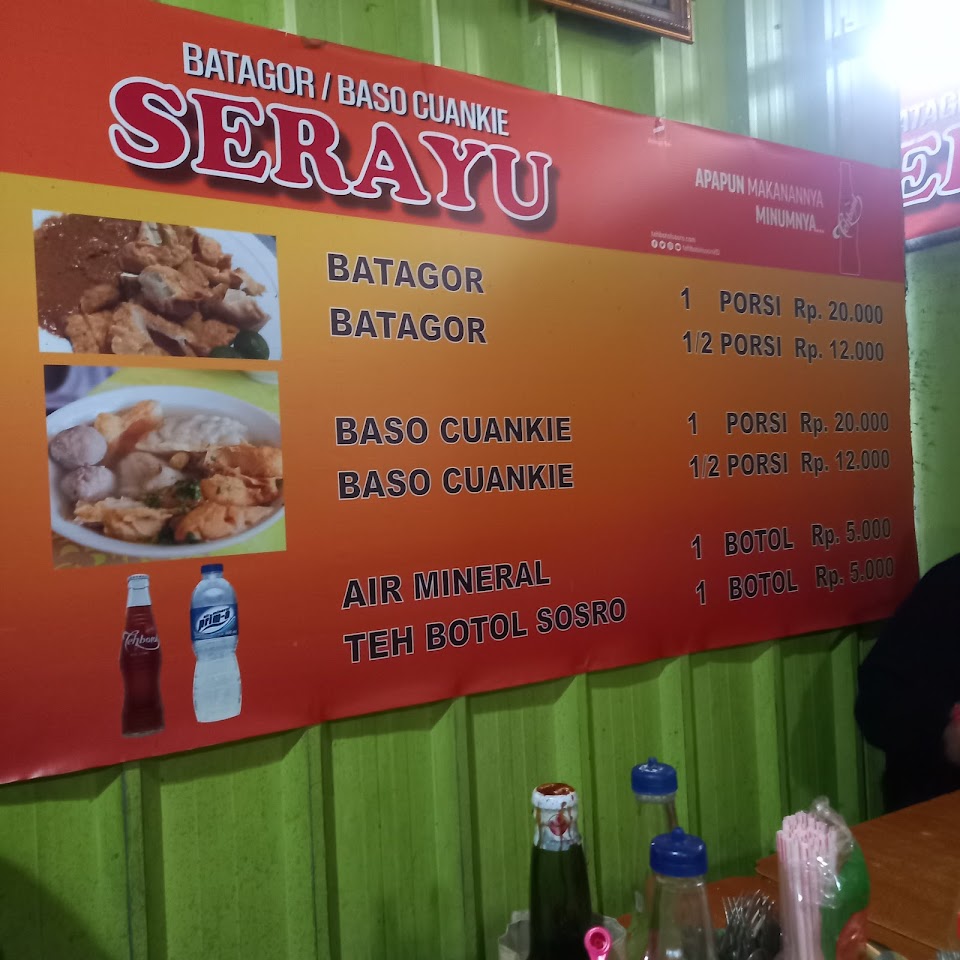 BATAGOR / BASO CUANKIE
SERAYU
APAPUN MAKANANNYA
MINUMNYA...
BATAGOR 1 PORSI Rp. 20.000
BATAGOR 1/2 PORSI Rp. 12.000
BASO CUANKIE 1 PORSI Rp. 20.000
BASO CUANKIE 1/2 PORSI Rp. 12.000
AIR MINERAL 1 BOTOL Rp. 5.000
TEH BOTOL SOSRO 1 BOTOL Rp. 5.000